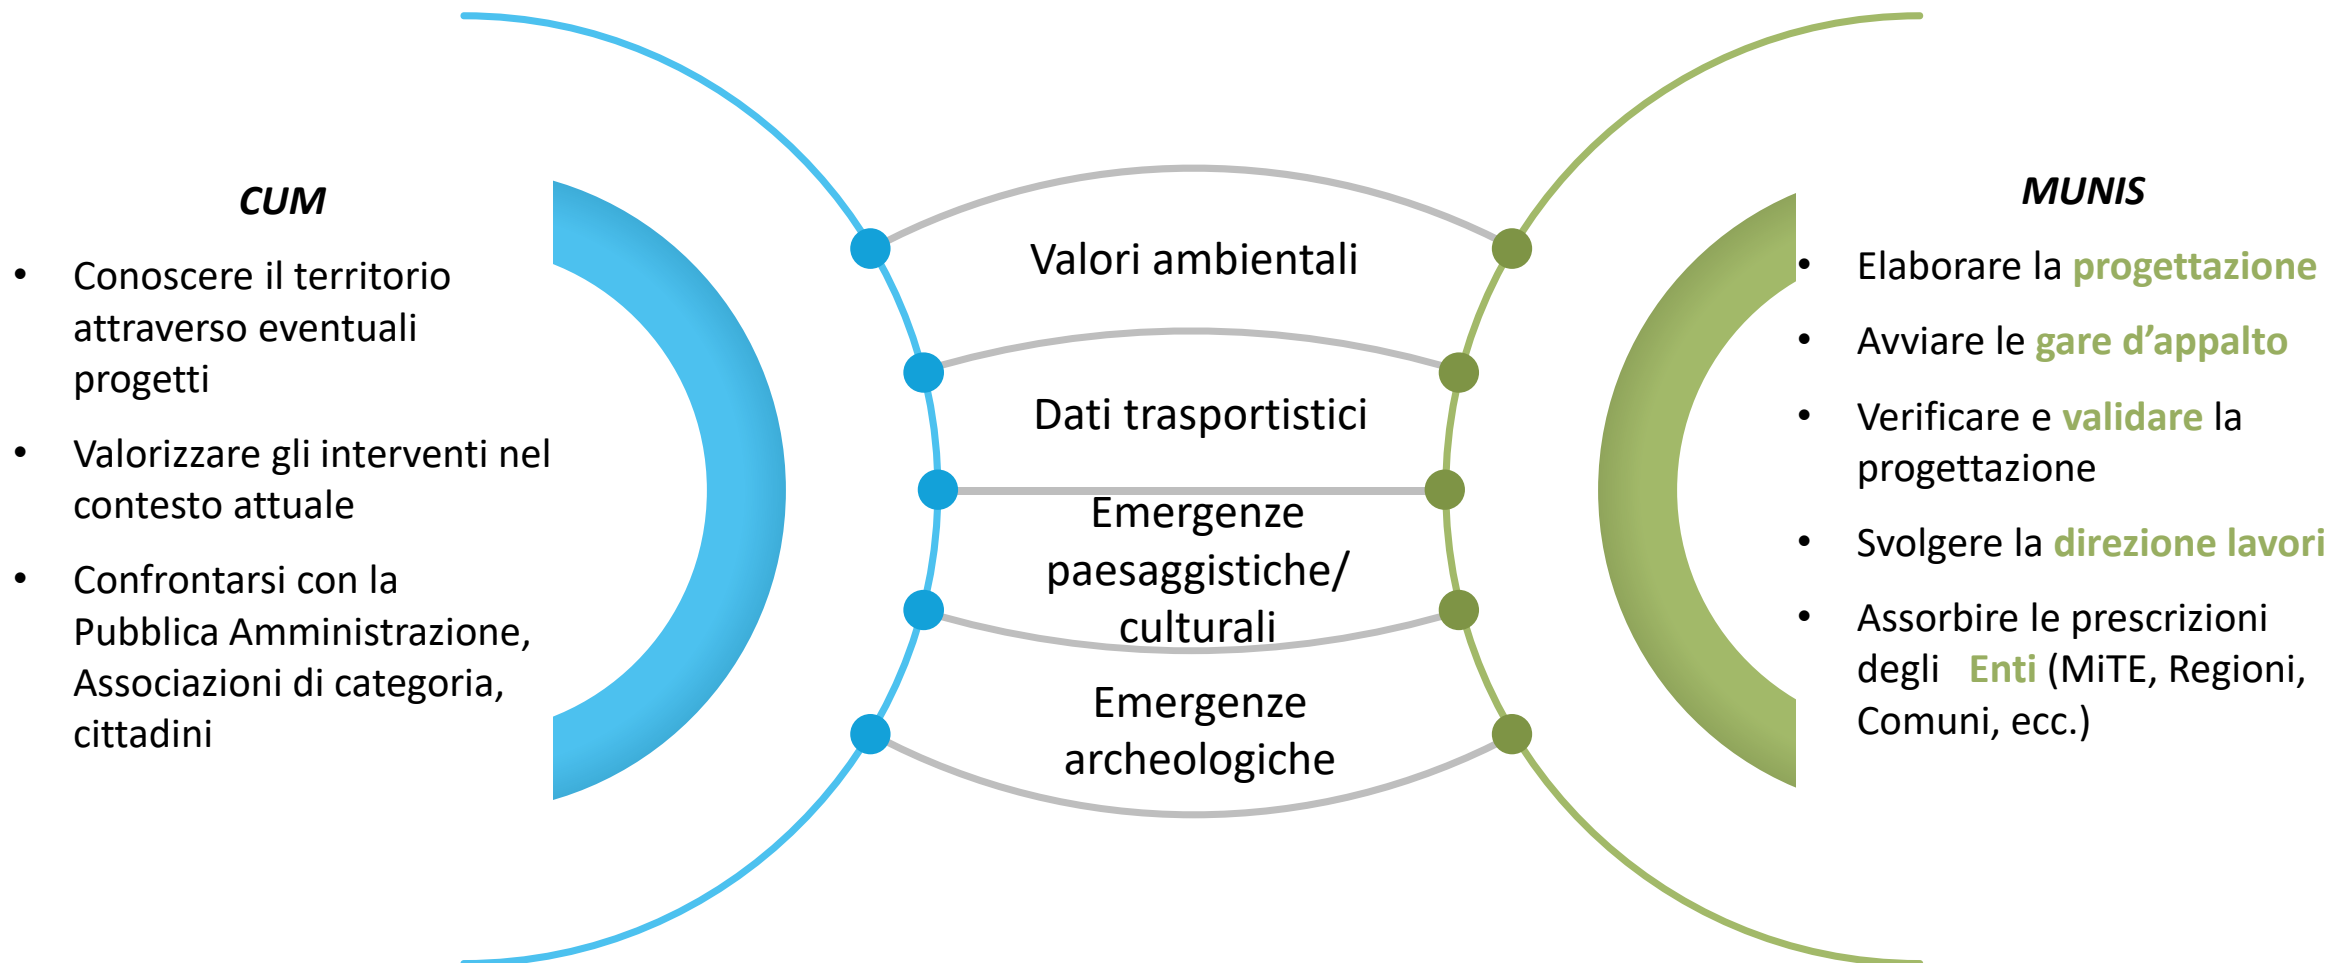 CUM
• Conoscere il territorio
attraverso eventuali
progetti
• Valorizzare gli interventi nel
contesto attuale
• Confrontarsi con la
Pubblica Amministrazione,
Associazioni di categoria,
cittadini
Valori ambientali
Dati trasportistici
Emergenze
paesaggistiche/
culturali
Emergenze
archeologiche
MUNIS
• Elaborare la progettazione
• Avviare le gare d’appalto
• Verificare e validare la
progettazione
• Svolgere la direzione lavori
• Assorbire le prescrizioni
degli Enti (MiTE, Regioni,
Comuni, ecc.)